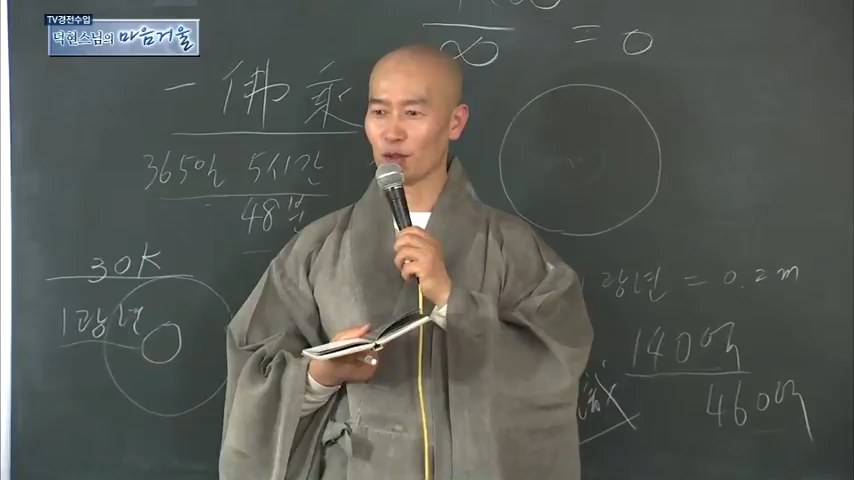 TV경전수업
덕현스님의 마음거울
一 佛 乘
∞ = 0
365일 5시간
48분
30K
1광년
1광년 = 0.2m
140억
460억